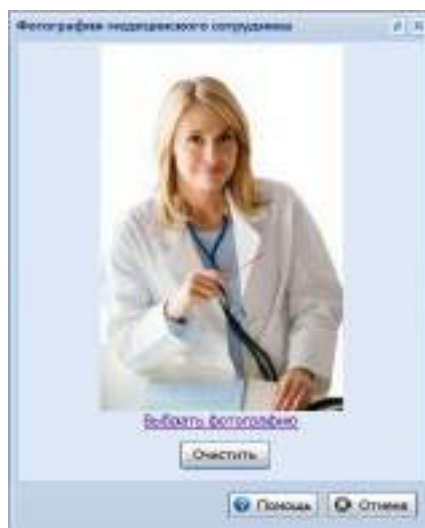 Фотография медицинского сотрудника
Выбрать фотографию
Очистить
Помощь
Отмена